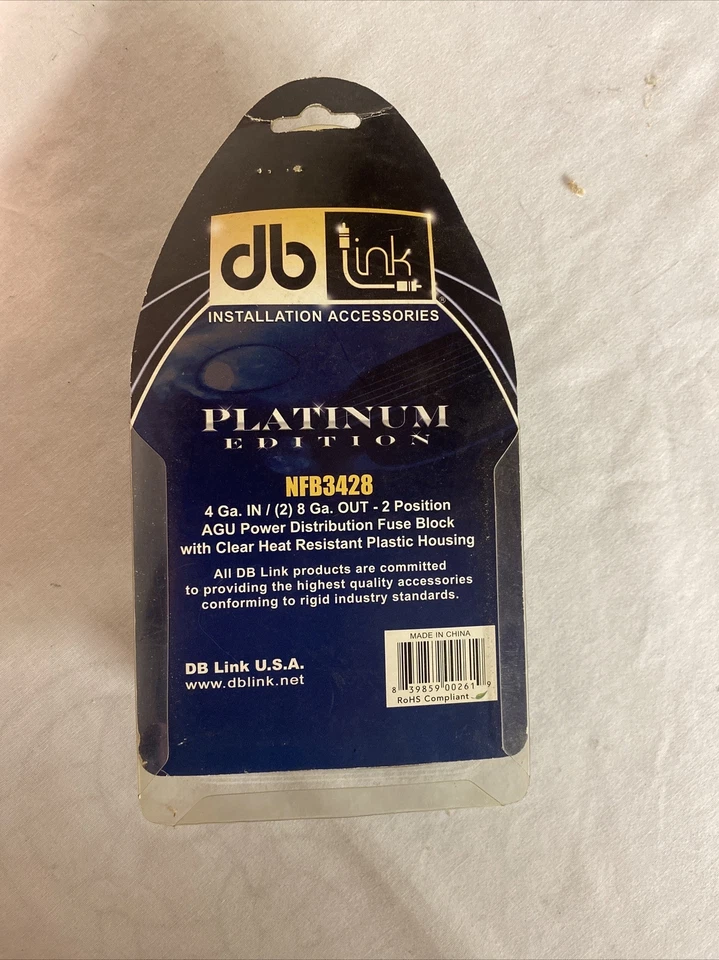 db link ®
INSTALLATION ACCESSORIES
PLATINUM
EDITION
NFB3428
4 Ga. IN / (2) 8 Ga. OUT - 2 Position
AGU Power Distribution Fuse Block
with Clear Heat Resistant Plastic Housing
All DB Link products are committed
to providing the highest quality accessories
conforming to rigid industry standards.
DB Link U.S.A.
www.dblink.net
MADE IN CHINA
8 39859 00261 9
RoHS Compliant